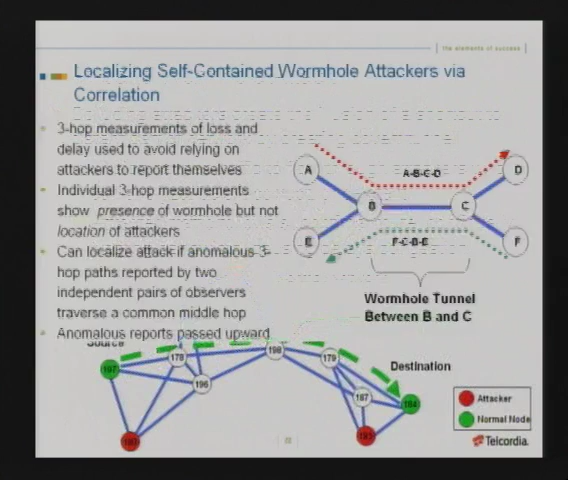 the elements of success
Localizing Self-Contained Wormhole Attackers via
Correlation
3-hop measurements of loss and
delay used to avoid relying on
attackers to report themselves
Individual 3-hop measurements
show presence of wormhole but not
location of attackers
Can localize attack if anomalous 3-
hop paths reported by two
independent pairs of observers
traverse a common middle hop
Anomalous reports passed upward
A-B-C-D
A
D
B
C
F-C-B-E
E
F
Wormhole Tunnel
Between B and C
Source
178
198
179
Destination
197
196
187
184
193
Attacker
Normal Node
Telcordia.